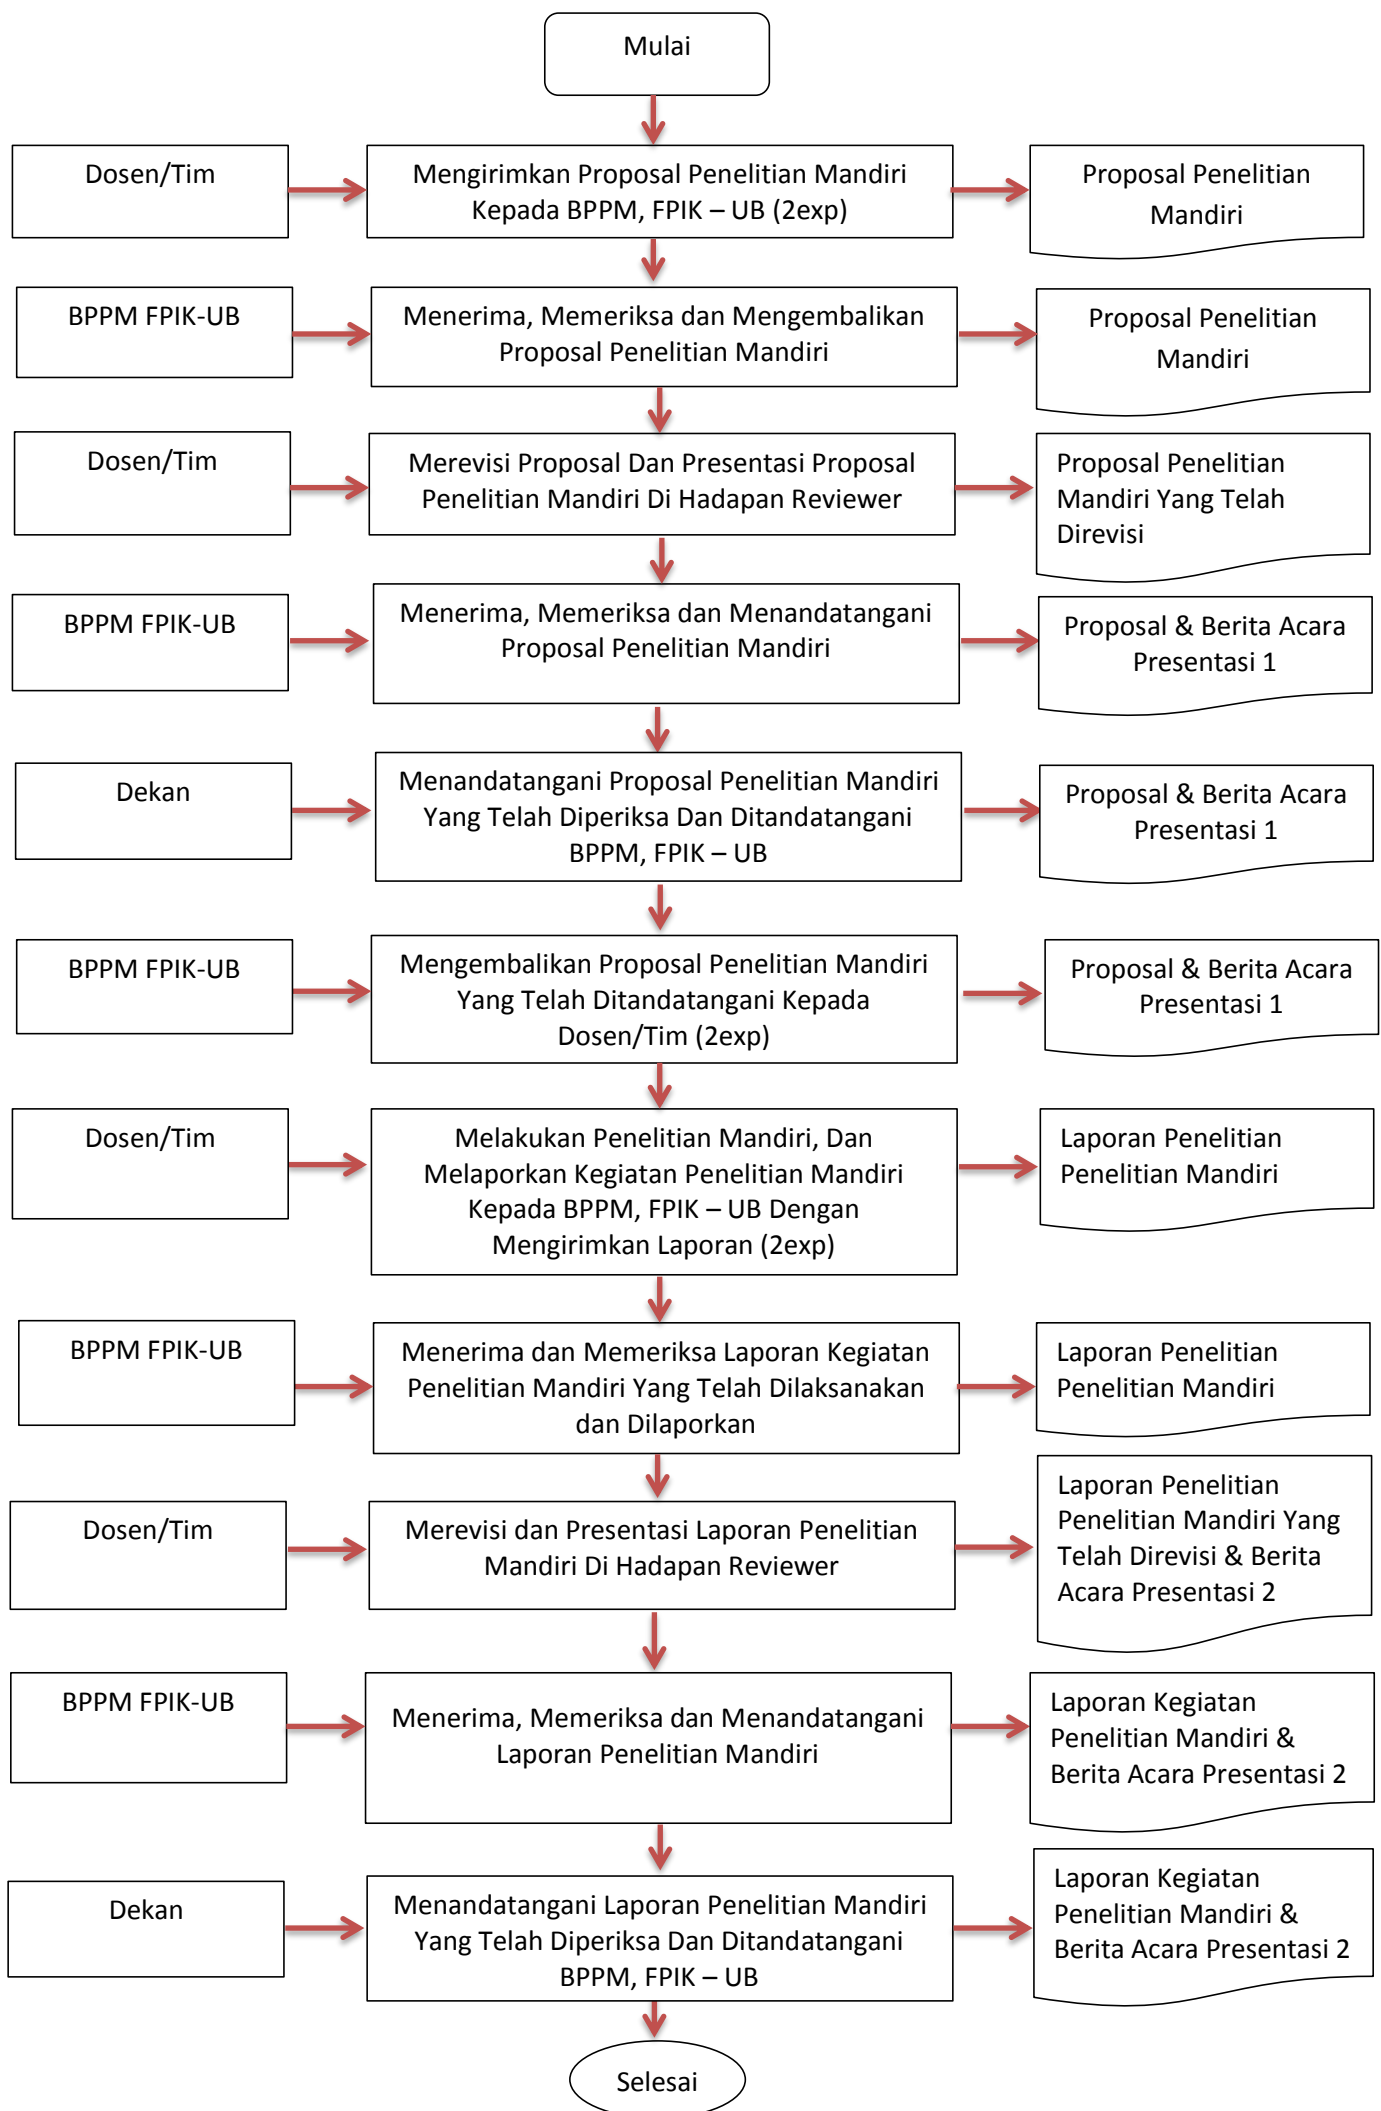 Mulai
Dosen/Tim
Mengirimkan Proposal Penelitian Mandiri
Kepada BPPM, FPIK – UB (2exp)
Proposal Penelitian
Mandiri
BPPM FPIK-UB
Menerima, Memeriksa dan Mengembalikan
Proposal Penelitian Mandiri
Proposal Penelitian
Mandiri
Dosen/Tim
Merevisi Proposal Dan Presentasi Proposal
Penelitian Mandiri Di Hadapan Reviewer
Proposal Penelitian
Mandiri Yang Telah
Direvisi
BPPM FPIK-UB
Menerima, Memeriksa dan Menandatangani
Proposal Penelitian Mandiri
Proposal & Berita Acara
Presentasi 1
Dekan
Menandatangani Proposal Penelitian Mandiri
Yang Telah Diperiksa Dan Ditandatangani
BPPM, FPIK – UB
Proposal & Berita Acara
Presentasi 1
BPPM FPIK-UB
Mengembalikan Proposal Penelitian Mandiri
Yang Telah Ditandatangani Kepada
Dosen/Tim (2exp)
Proposal & Berita Acara
Presentasi 1
Dosen/Tim
Melakukan Penelitian Mandiri, Dan
Melaporkan Kegiatan Penelitian Mandiri
Kepada BPPM, FPIK – UB Dengan
Mengirimkan Laporan (2exp)
Laporan Penelitian
Penelitian Mandiri
BPPM FPIK-UB
Menerima dan Memeriksa Laporan Kegiatan
Penelitian Mandiri Yang Telah Dilaksanakan
dan Dilaporkan
Laporan Penelitian
Penelitian Mandiri
Dosen/Tim
Merevisi dan Presentasi Laporan Penelitian
Mandiri Di Hadapan Reviewer
Laporan Penelitian
Penelitian Mandiri Yang
Telah Direvisi & Berita
Acara Presentasi 2
BPPM FPIK-UB
Menerima, Memeriksa dan Menandatangani
Laporan Penelitian Mandiri
Laporan Kegiatan
Penelitian Mandiri &
Berita Acara Presentasi 2
Dekan
Menandatangani Laporan Penelitian Mandiri
Yang Telah Diperiksa Dan Ditandatangani
BPPM, FPIK – UB
Laporan Kegiatan
Penelitian Mandiri &
Berita Acara Presentasi 2
Selesai